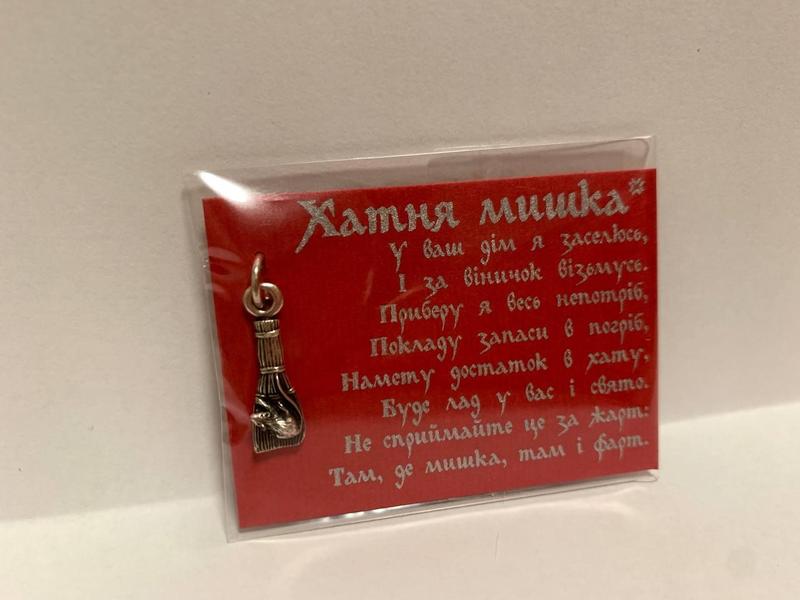 Хатня мишка*
У ваш дім я заселюсь,
І за віничок візьмусь.
Приберу я весь непотріб,
Покладу запаси в погріб,
Намету достаток в хату,
Буде лад у вас і свято.
Не сприймайте це за жарт:
Там, де мишка, там і фарт.